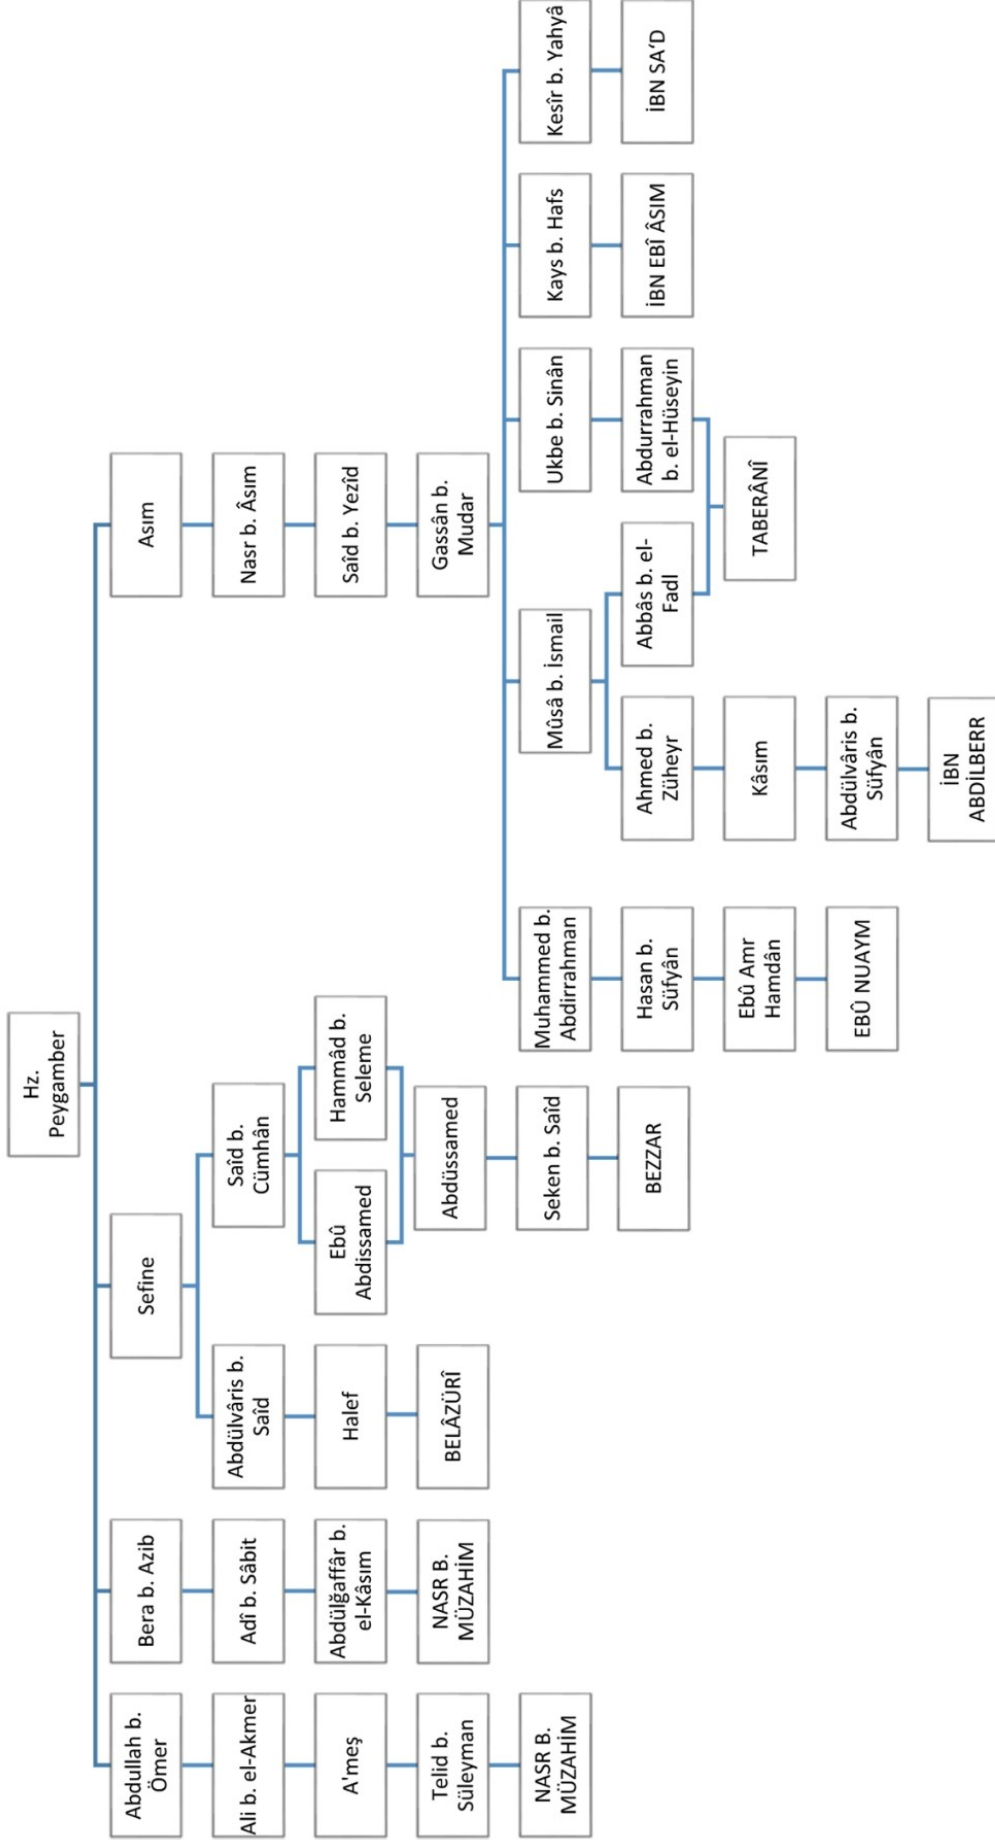 Hz.
Peygamber
Abdullah b.
Ömer
Bera b. Azib
Sefine
Asım
Ali b. el-Akmer
Adî b. Sâbit
Abdülvâris b.
Saîd
Saîd b.
Cümhân
Nasr b. Âsım
A'meş
Abdülğaffâr b.
el-Kâsım
Halef
Ebû
Abdissamed
Hammâd b.
Seleme
Saîd b. Yezîd
Telid b.
Süleyman
NASR B.
MÜZAHİM
BELÂZÜRÎ
Abdüssamed
Gassân b.
Mudar
NASR B.
MÜZAHİM
Seken b. Saîd
Muhammed b.
Abdirrahman
Mûsâ b. İsmail
Ukbe b. Sinân
Kays b. Hafs
Kesîr b. Yahyâ
BEZZAR
Hasan b.
Süfyân
Ahmed b.
Züheyr
Abbâs b. el-
Fadl
Abdurrahman
b. el-Hüseyin
İBN EBÎ ÂSIM
İBN SA‘D
Ebû Amr
Hamdân
Kâsım
TABERÂNÎ
EBÛ NUAYM
Abdülvâris b.
Süfyân
İBN
ABDİLBERR